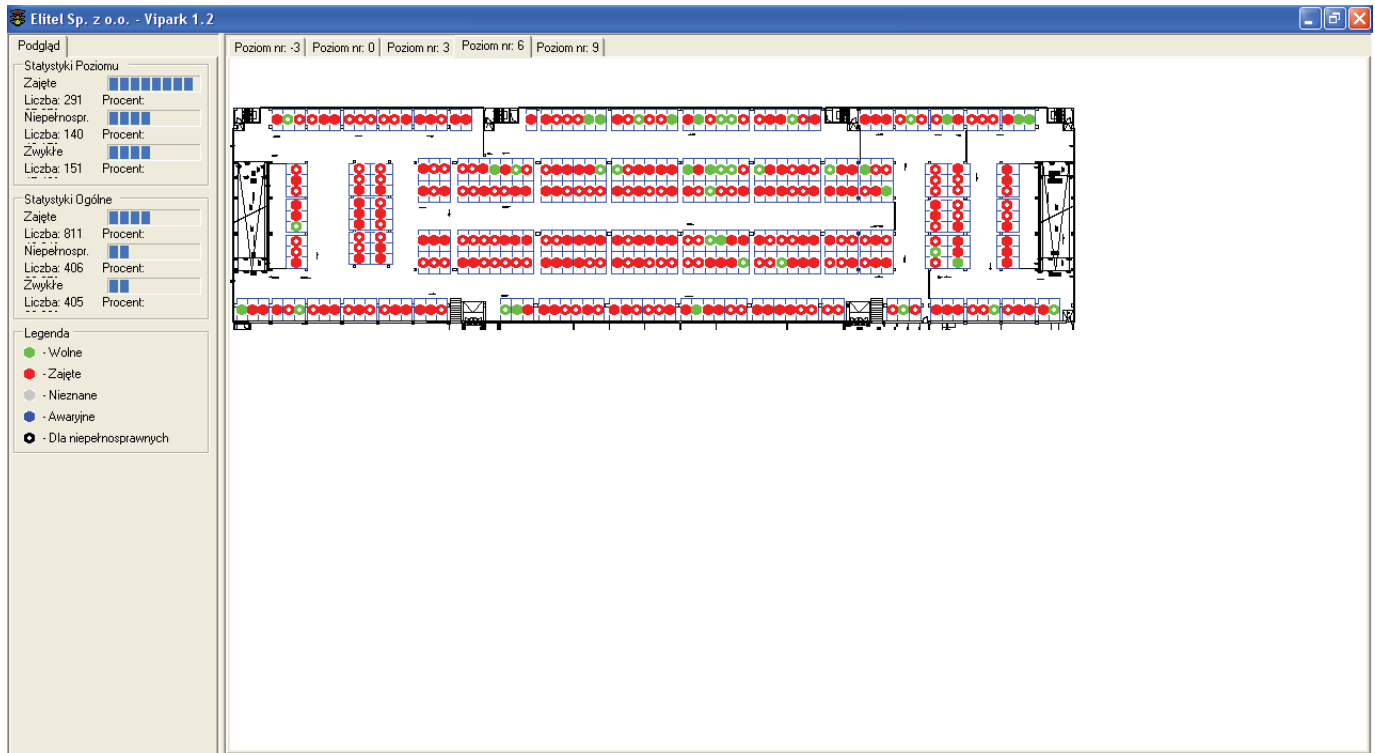 Elitel Sp. z o.o. - Vipark 1.2
Podgląd
Poziom nr: -3 Poziom nr: 0 Poziom nr: 3 Poziom nr: 6 Poziom nr: 9
Statystyki Poziomu
Zajęte
Liczba: 291 Procent:
Niepełnospr.
Liczba: 140 Procent:
Zwykłe
Liczba: 151 Procent:
Statystyki Ogólne
Zajęte
Liczba: 811 Procent:
Niepełnospr.
Liczba: 406 Procent:
Zwykłe
Liczba: 405 Procent:
Legenda
- Wolne
- Zajęte
- Nieznane
- Awaryjne
- Dla niepełnosprawnych